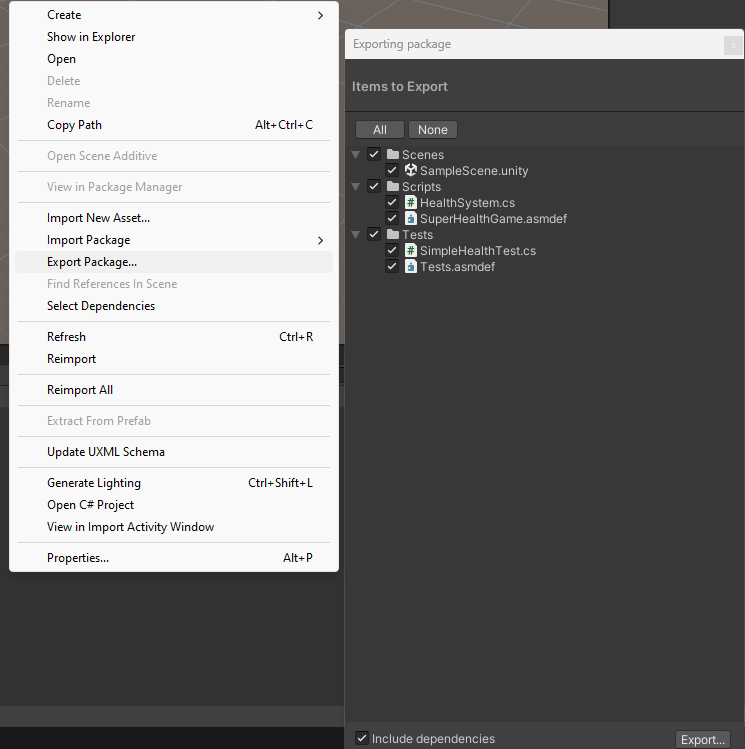 Create
Show in Explorer
Open
Delete
Rename
Copy Path Alt+Ctrl+C
Open Scene Additive
View in Package Manager
Import New Asset...
Import Package
Export Package...
Find References In Scene
Select Dependencies
Refresh Ctrl+R
Reimport
Reimport All
Extract From Prefab
Update UXML Schema
Generate Lighting Ctrl+Shift+L
Open C# Project
View in Import Activity Window
Properties... Alt+P
Exporting package x
Items to Export
All None
Scenes
SampleScene.unity
Scripts
# HealthSystem.cs
SuperHealthGame.asmdef
Tests
# SimpleHealthTest.cs
Tests.asmdef
Include dependencies Export...